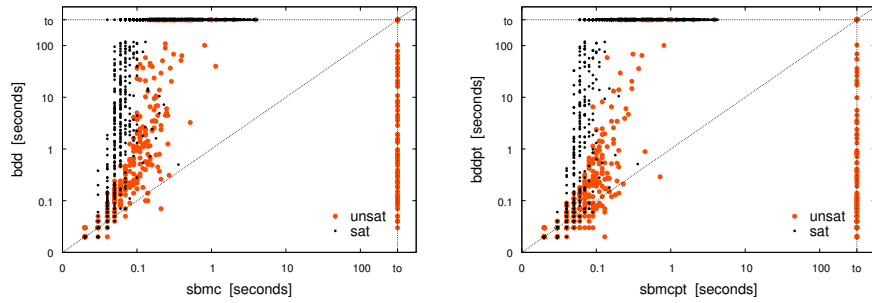 to
100
10
1
0.1
0
bdd [seconds]
unsat
sat
0 0.1 1 10 100 to
sbmc [seconds]
to
100
10
1
0.1
0
bddpt [seconds]
unsat
sat
0 0.1 1 10 100 to
sbmcpt [seconds]